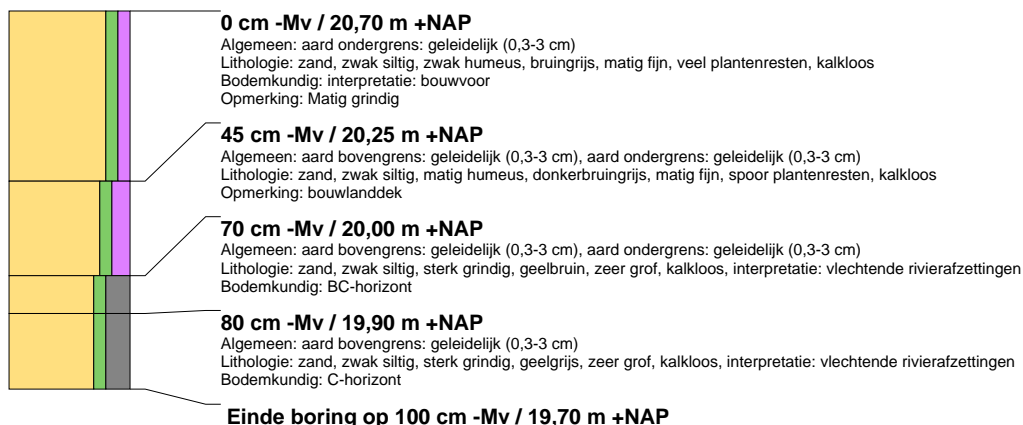 0 cm -Mv / 20,70 m +NAP
Algemeen: aard ondergrens: geleidelijk (0,3-3 cm)
Lithologie: zand, zwak siltig, zwak humeus, bruingrijs, matig fijn, veel plantenresten, kalkloos
Bodemkundig: interpretatie: bouwvoor
Opmerking: Matig grindig
45 cm -Mv / 20,25 m +NAP
Algemeen: aard bovengrens: geleidelijk (0,3-3 cm), aard ondergrens: geleidelijk (0,3-3 cm)
Lithologie: zand, zwak siltig, matig humeus, donkerbruingrijs, matig fijn, spoor plantenresten, kalkloos
Opmerking: bouwlanddek
70 cm -Mv / 20,00 m +NAP
Algemeen: aard bovengrens: geleidelijk (0,3-3 cm), aard ondergrens: geleidelijk (0,3-3 cm)
Lithologie: zand, zwak siltig, sterk grindig, geelbruin, zeer grof, kalkloos, interpretatie: vlechtende rivierafzettingen
Bodemkundig: BC-horizont
80 cm -Mv / 19,90 m +NAP
Algemeen: aard bovengrens: geleidelijk (0,3-3 cm)
Lithologie: zand, zwak siltig, sterk grindig, geelgrijs, zeer grof, kalkloos, interpretatie: vlechtende rivierafzettingen
Bodemkundig: C-horizont
Einde boring op 100 cm -Mv / 19,70 m +NAP